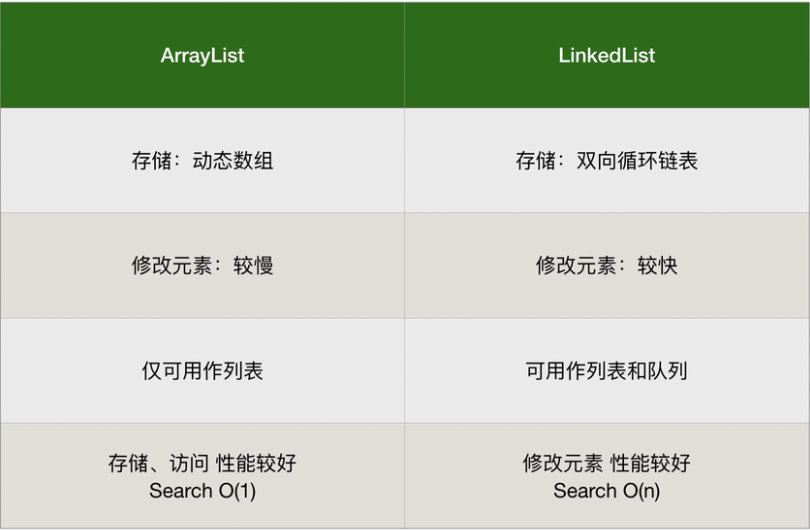 ArrayList
LinkedList
存储：动态数组
存储：双向循环链表
修改元素：较慢
修改元素：较快
仅可用作列表
可用作列表和队列
存储、访问 性能较好
Search O(1)
修改元素 性能较好
Search O(n)